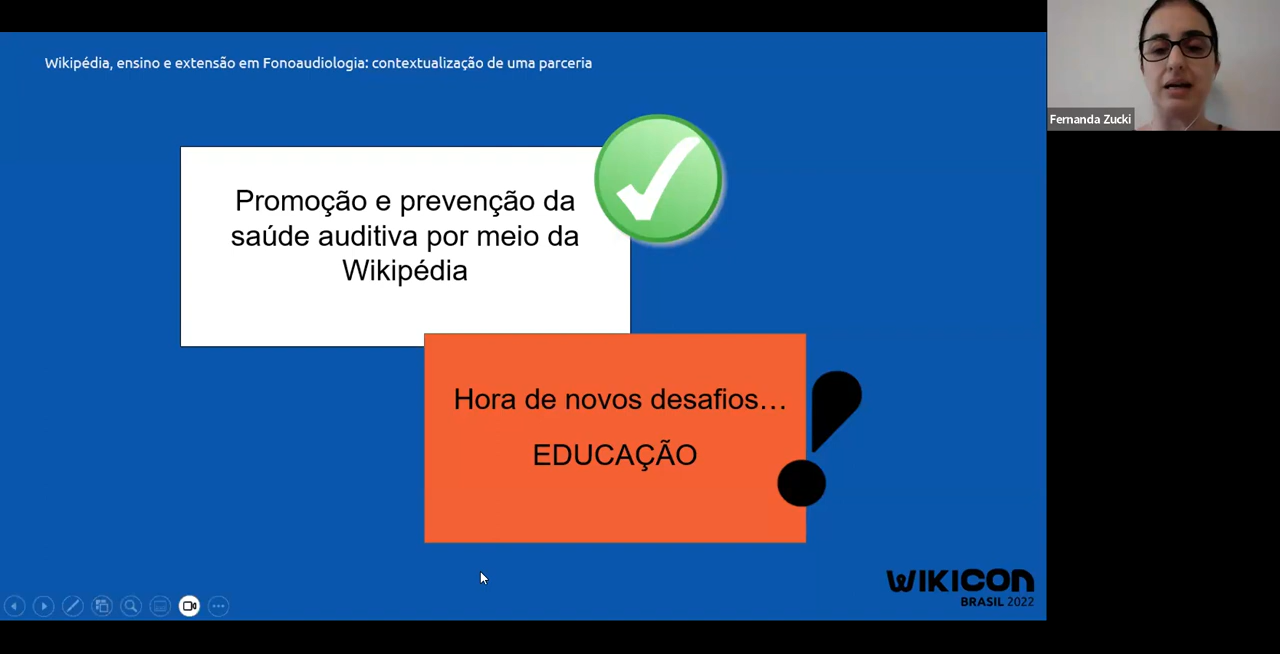 Wikipédia, ensino e extensão em Fonoaudiologia: contextualização de uma parceria
Fernanda Zucki
Promoção e prevenção da
saúde auditiva por meio da
Wikipédia
Hora de novos desafios…
EDUCAÇÃO
WIKICON
BRASIL 2022